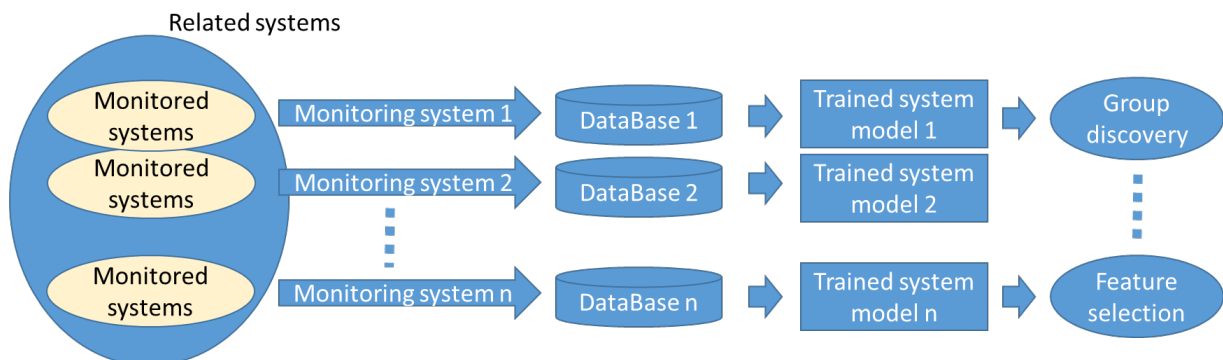 Related systems
Monitored
systems
Monitoring system 1
DataBase 1
Trained system
model 1
Group
discovery
Monitored
systems
Monitoring system 2
DataBase 2
Trained system
model 2
Monitored
systems
Monitoring system n
DataBase n
Trained system
model n
Feature
selection